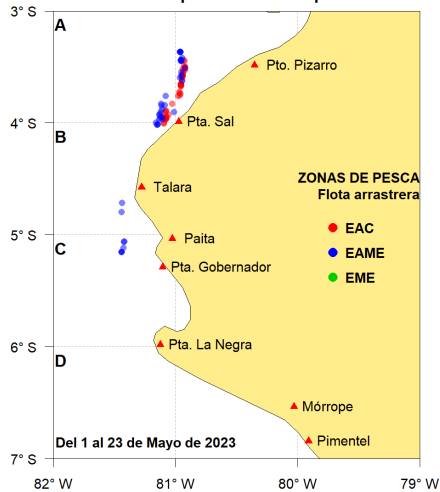 3° S
A
Pto. Pizarro
4° S
Pta. Sal
B
ZONAS DE PESCA
Talara
Flota arrastrera
EAC
5° S
Paita
C
EAME
Pta. Gobernador
EME
6° S
Pta. La Negra
D
Mórrope
Del 1 al 23 de Mayo de 2023
Pimentel
7° S
82° W
81° W
80° W
79° W